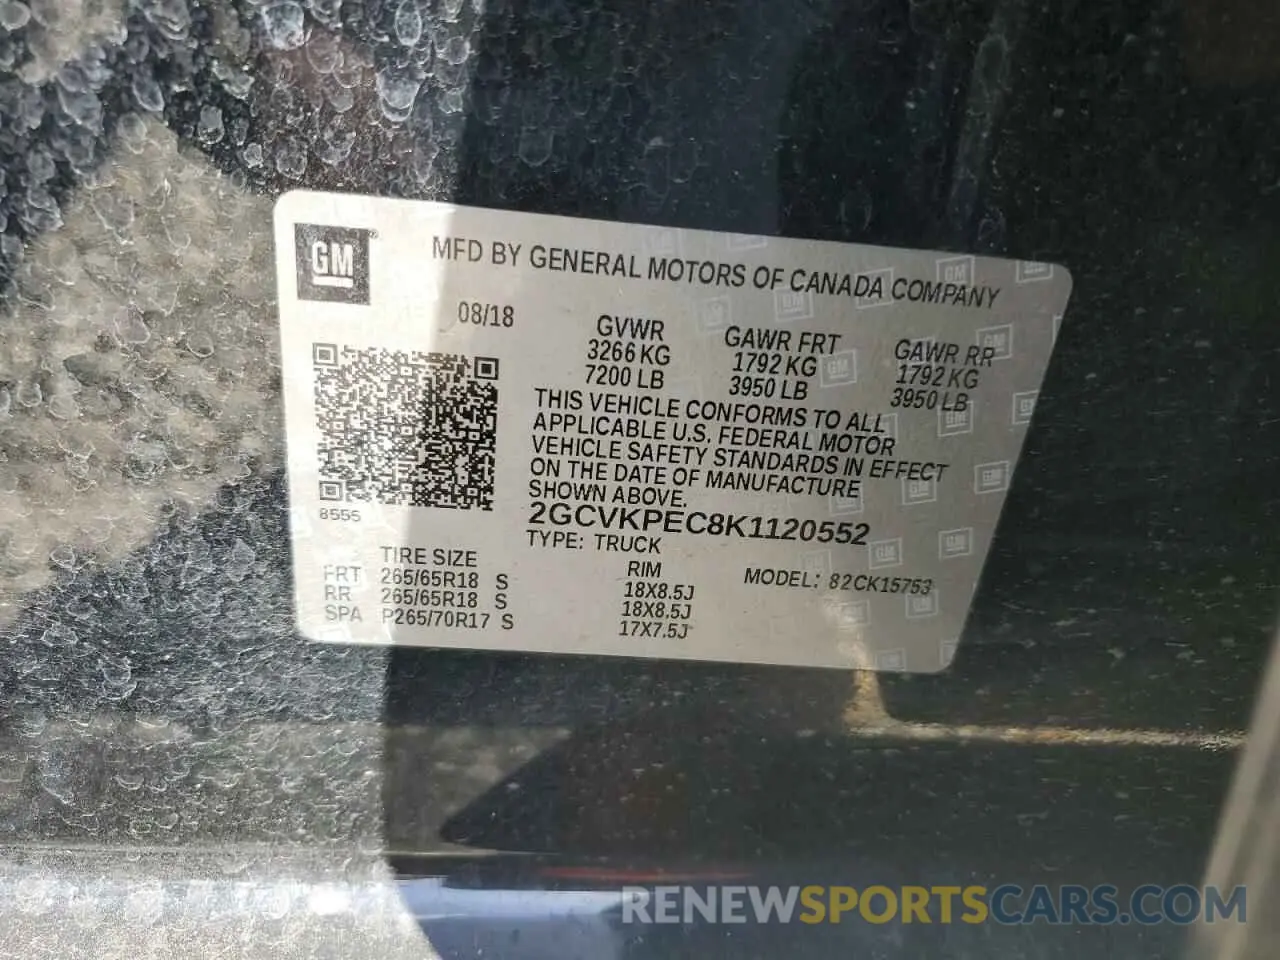 GM
MFD BY GENERAL MOTORS OF CANADA COMPANY
08/18
GVWR GAWR FRT GAWR RR
3266 KG 1792 KG 1792 KG
7200 LB 3950 LB 3950 LB
THIS VEHICLE CONFORMS TO ALL
APPLICABLE U.S. FEDERAL MOTOR
VEHICLE SAFETY STANDARDS IN EFFECT
ON THE DATE OF MANUFACTURE
SHOWN ABOVE.
8555
2GCVKPEC8K1120552
TYPE: TRUCK
TIRE SIZE RIM MODEL: 82CK15753
FRT 265/65R18 S 18X8.5J
RR 265/65R18 S 18X8.5J
SPA P265/70R17 S 17X7.5J
RENEWSPORTSCARS.COM